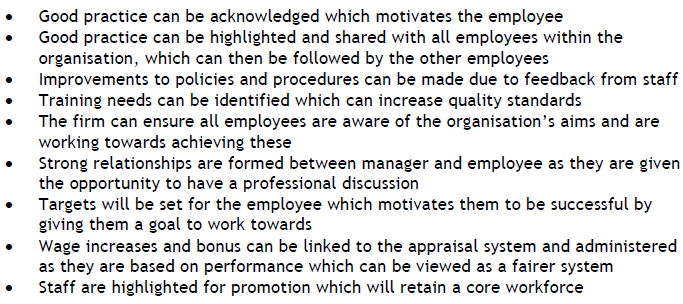 • Good practice can be acknowledged which motivates the employee
• Good practice can be highlighted and shared with all employees within the
organisation, which can then be followed by the other employees
• Improvements to policies and procedures can be made due to feedback from staff
• Training needs can be identified which can increase quality standards
• The firm can ensure all employees are aware of the organisation's aims and are
working towards achieving these
• Strong relationships are formed between manager and employee as they are given
the opportunity to have a professional discussion
• Targets will be set for the employee which motivates them to be successful by
giving them a goal to work towards
• Wage increases and bonus can be linked to the appraisal system and administered
as they are based on performance which can be viewed as a fairer system
• Staff are highlighted for promotion which will retain a core workforce